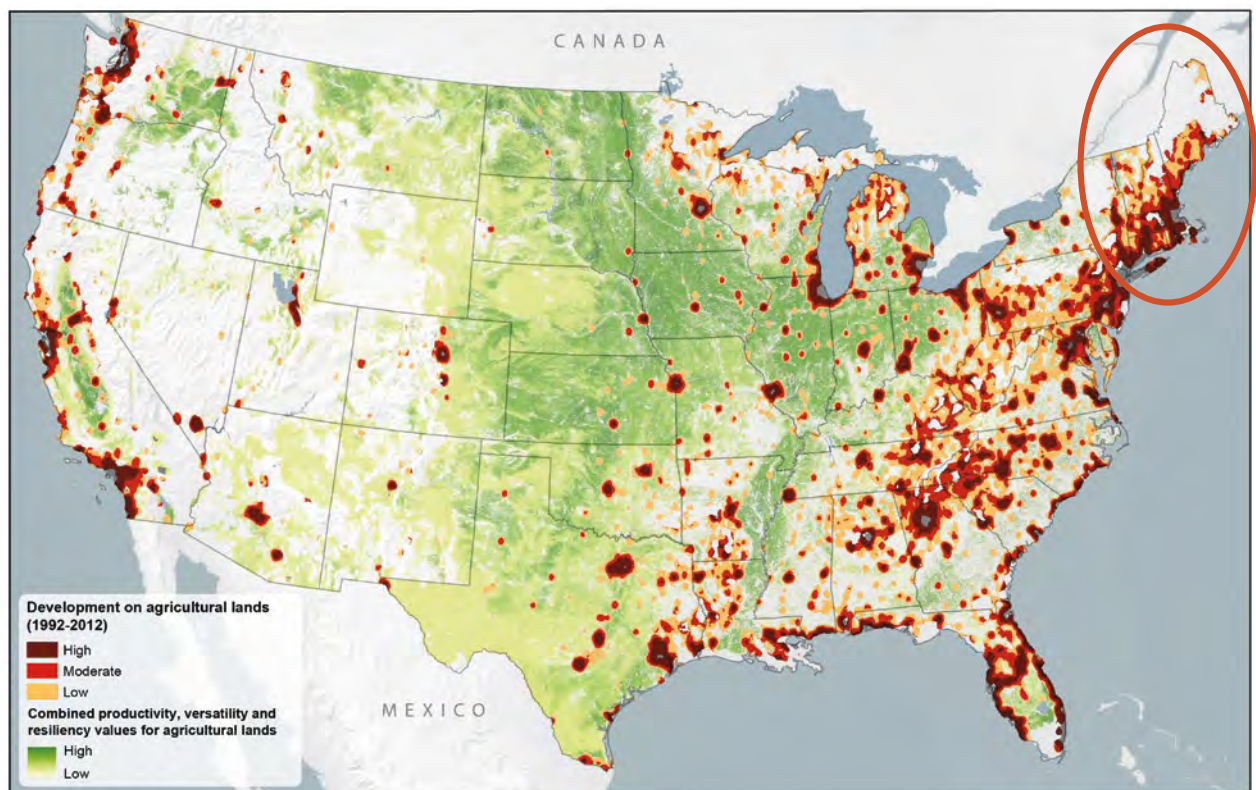 CANADA
MEXICO
Development on agricultural lands
(1992-2012)
High
Moderate
Low
Combined productivity, versatility and
resiliency values for agricultural lands
High
Low